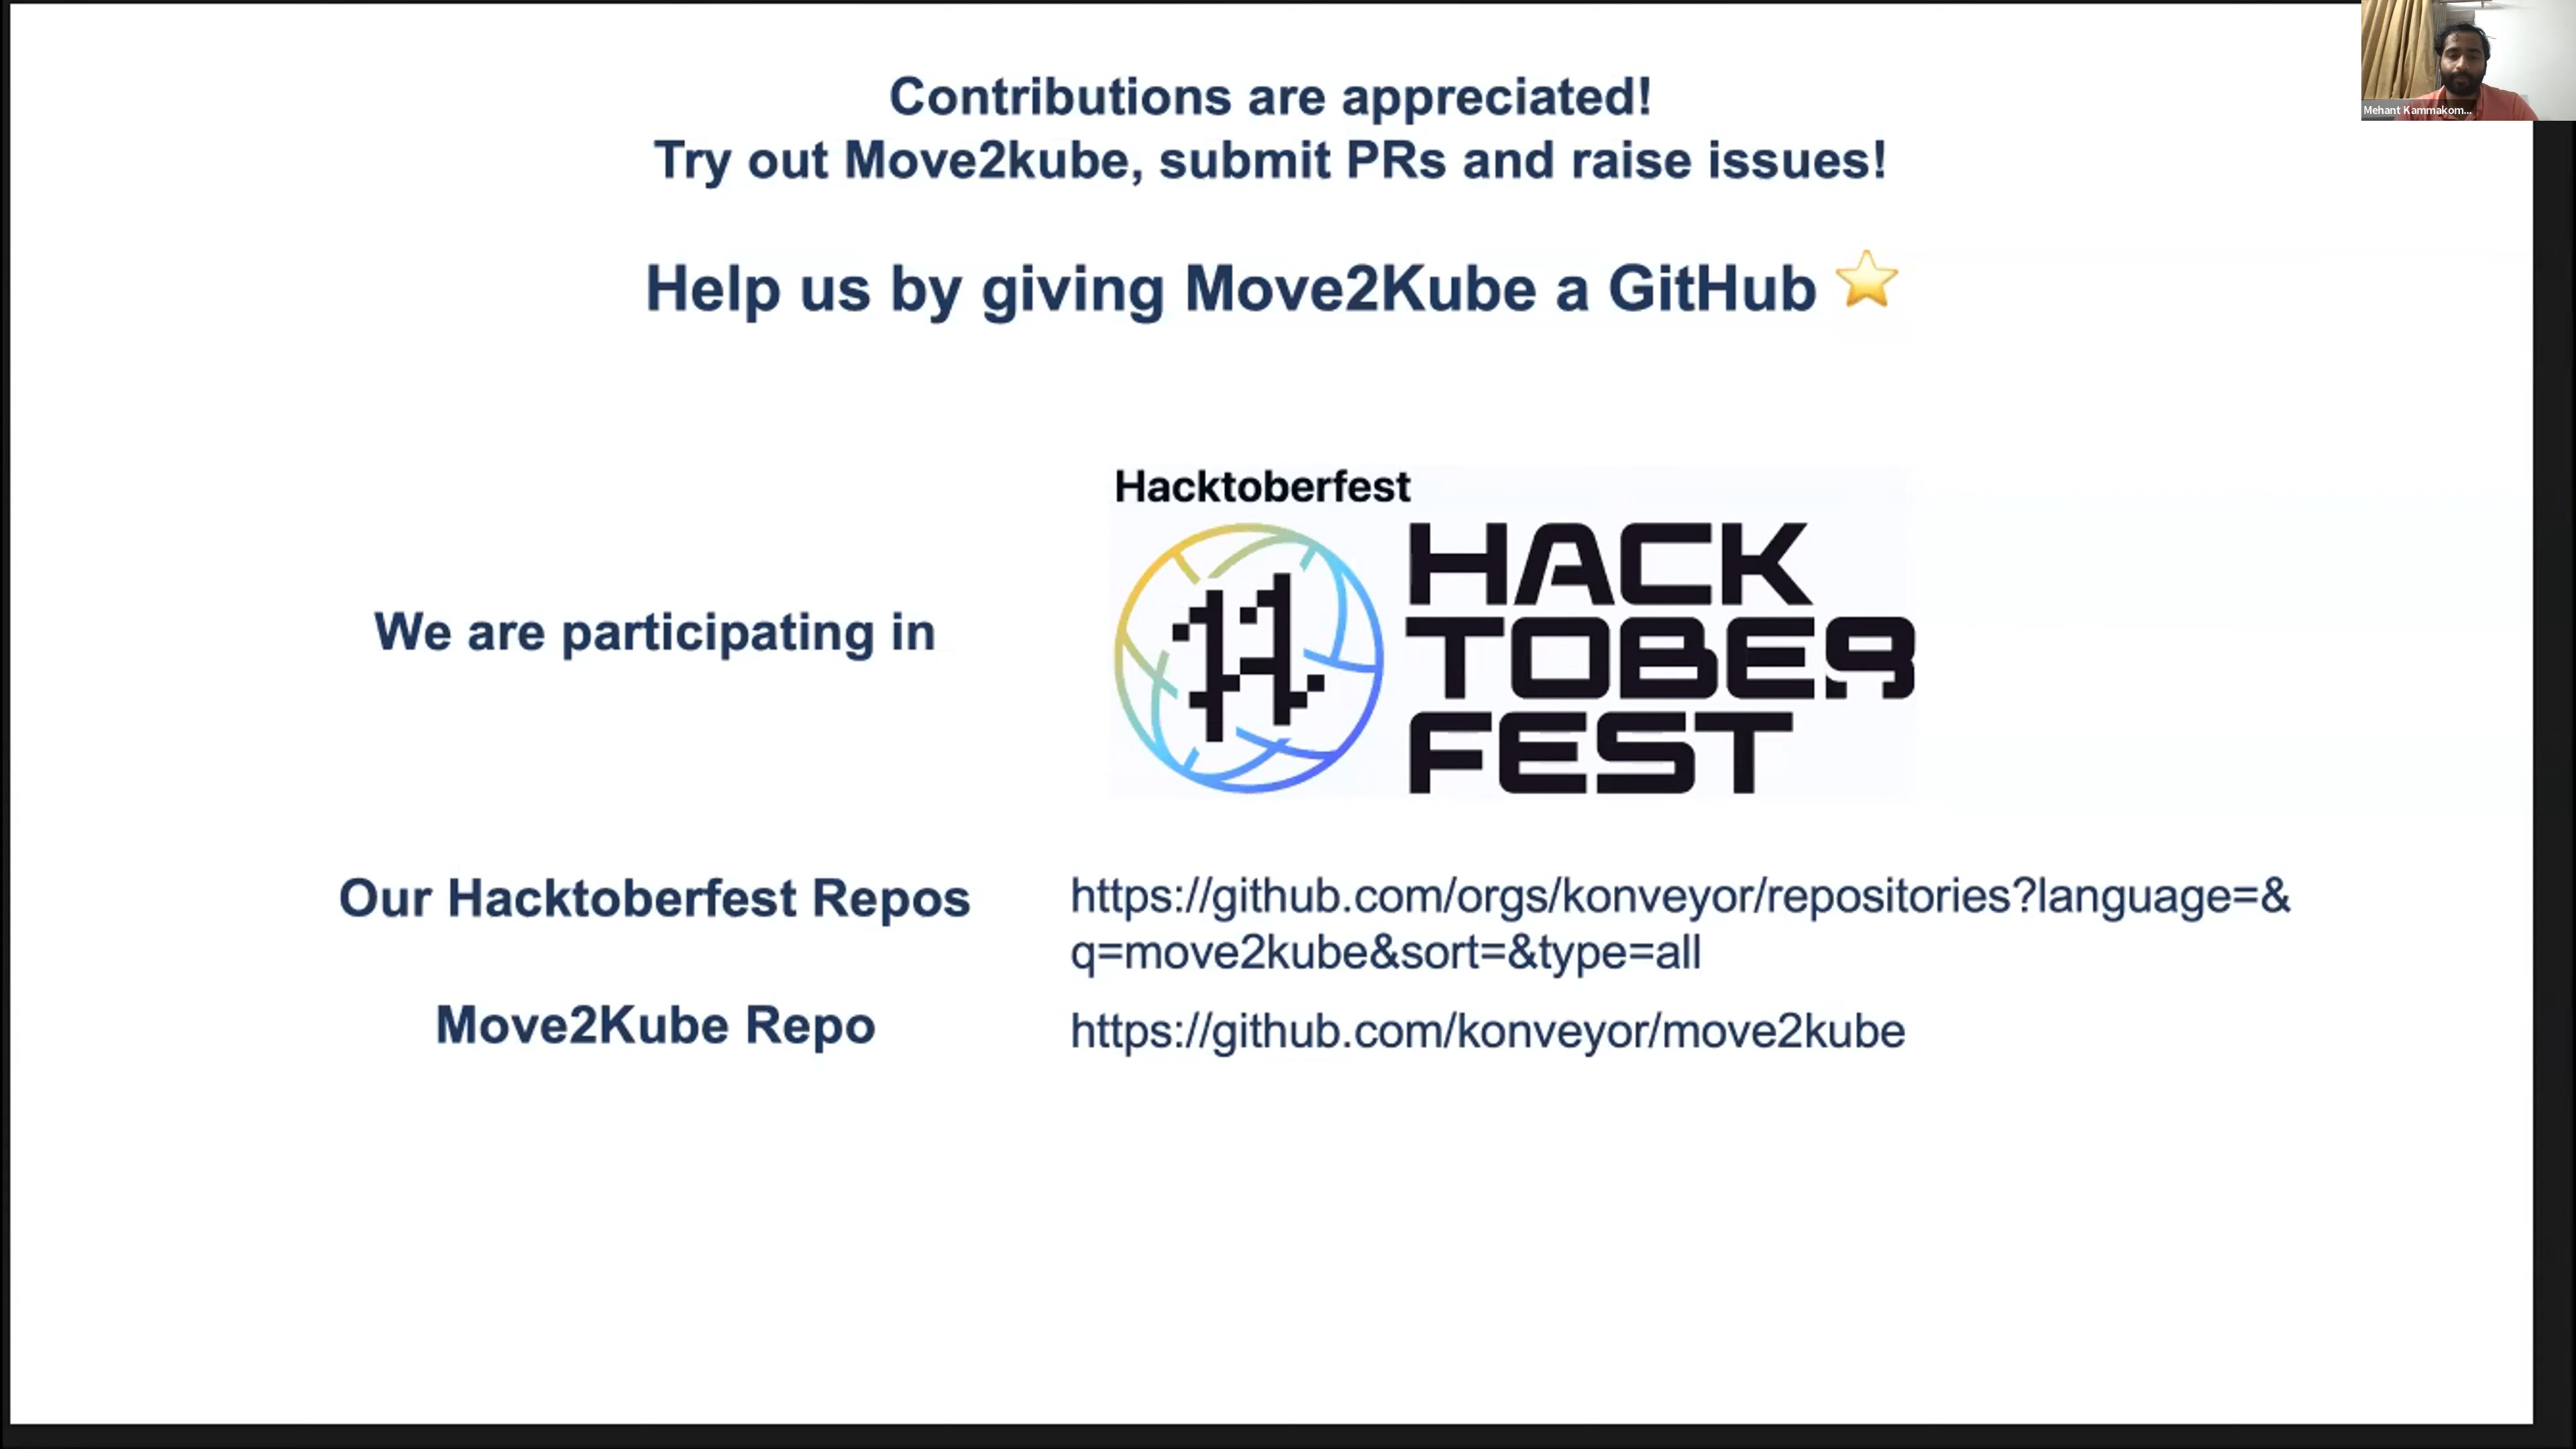 Contributions are appreciated!
Try out Move2kube, submit PRs and raise issues!
Help us by giving Move2Kube a GitHub
Mehant Kammakom...
Hacktoberfest
HACK
TOBER
FEST
We are participating in
Our Hacktoberfest Repos
https://github.com/orgs/konveyor/repositories?language=&
q=move2kube&sort=&type=all
Move2Kube Repo
https://github.com/konveyor/move2kube